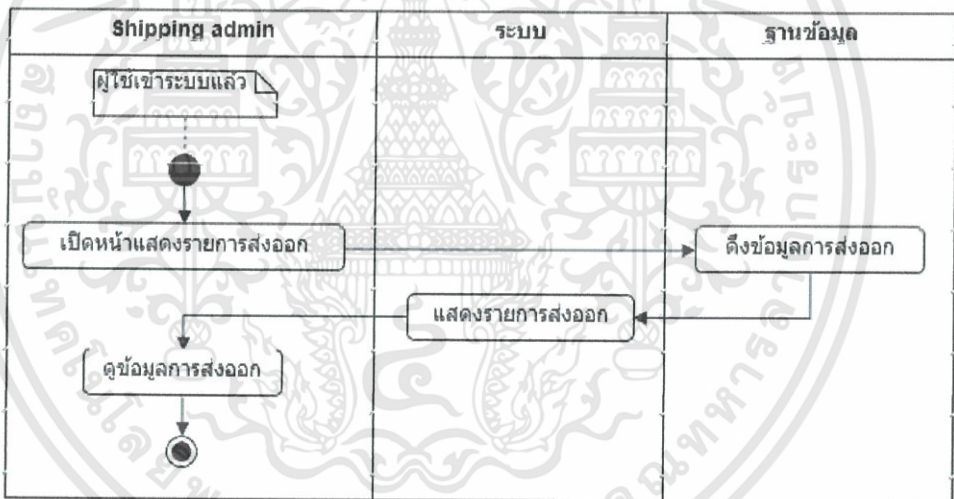 Shipping admin
ระบบ
ฐานข้อมูล
ผู้ใช้เข้าระบบแล้ว
เปิดหน้าแสดงรายการส่งออก
ดึงข้อมูลการส่งออก
แสดงรายการส่งออก
ดูข้อมูลการส่งออก